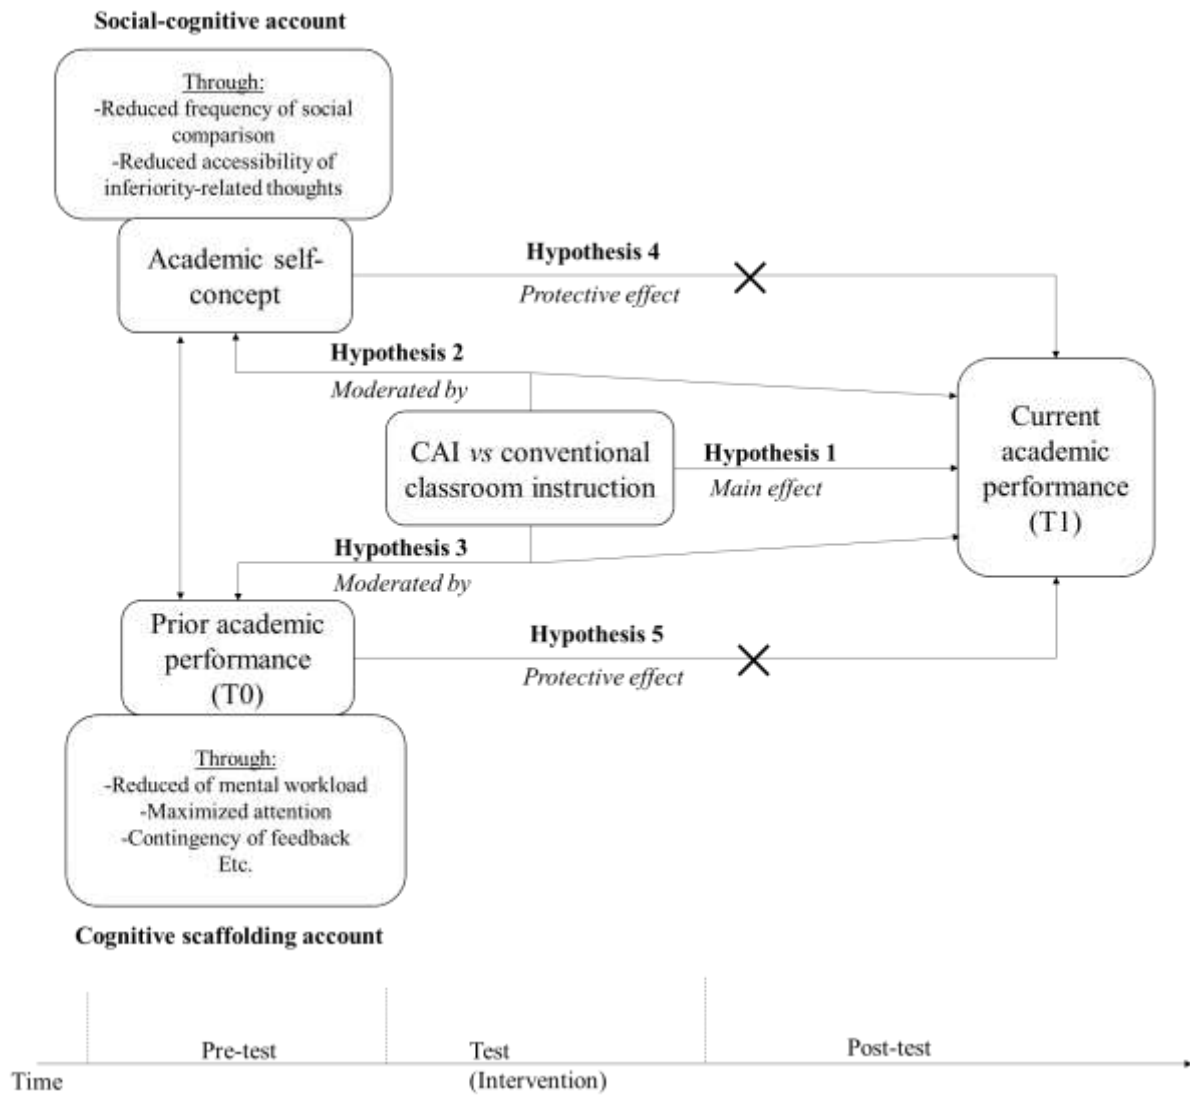 Social-cognitive account
Through:
-Reduced frequency of social
comparison
-Reduced accessibility of
inferiority-related thoughts
Academic self-
concept
Hypothesis 4
Protective effect
Hypothesis 2
Moderated by
CAI vs conventional
classroom instruction
Hypothesis 1
Main effect
Current
academic
performance
(T1)
Hypothesis 3
Moderated by
Prior academic
performance
(T0)
Hypothesis 5
Protective effect
Through:
-Reduced of mental workload
-Maximized attention
-Contingency of feedback
Etc.
Cognitive scaffolding account
Pre-test
Test
(Intervention)
Post-test
Time